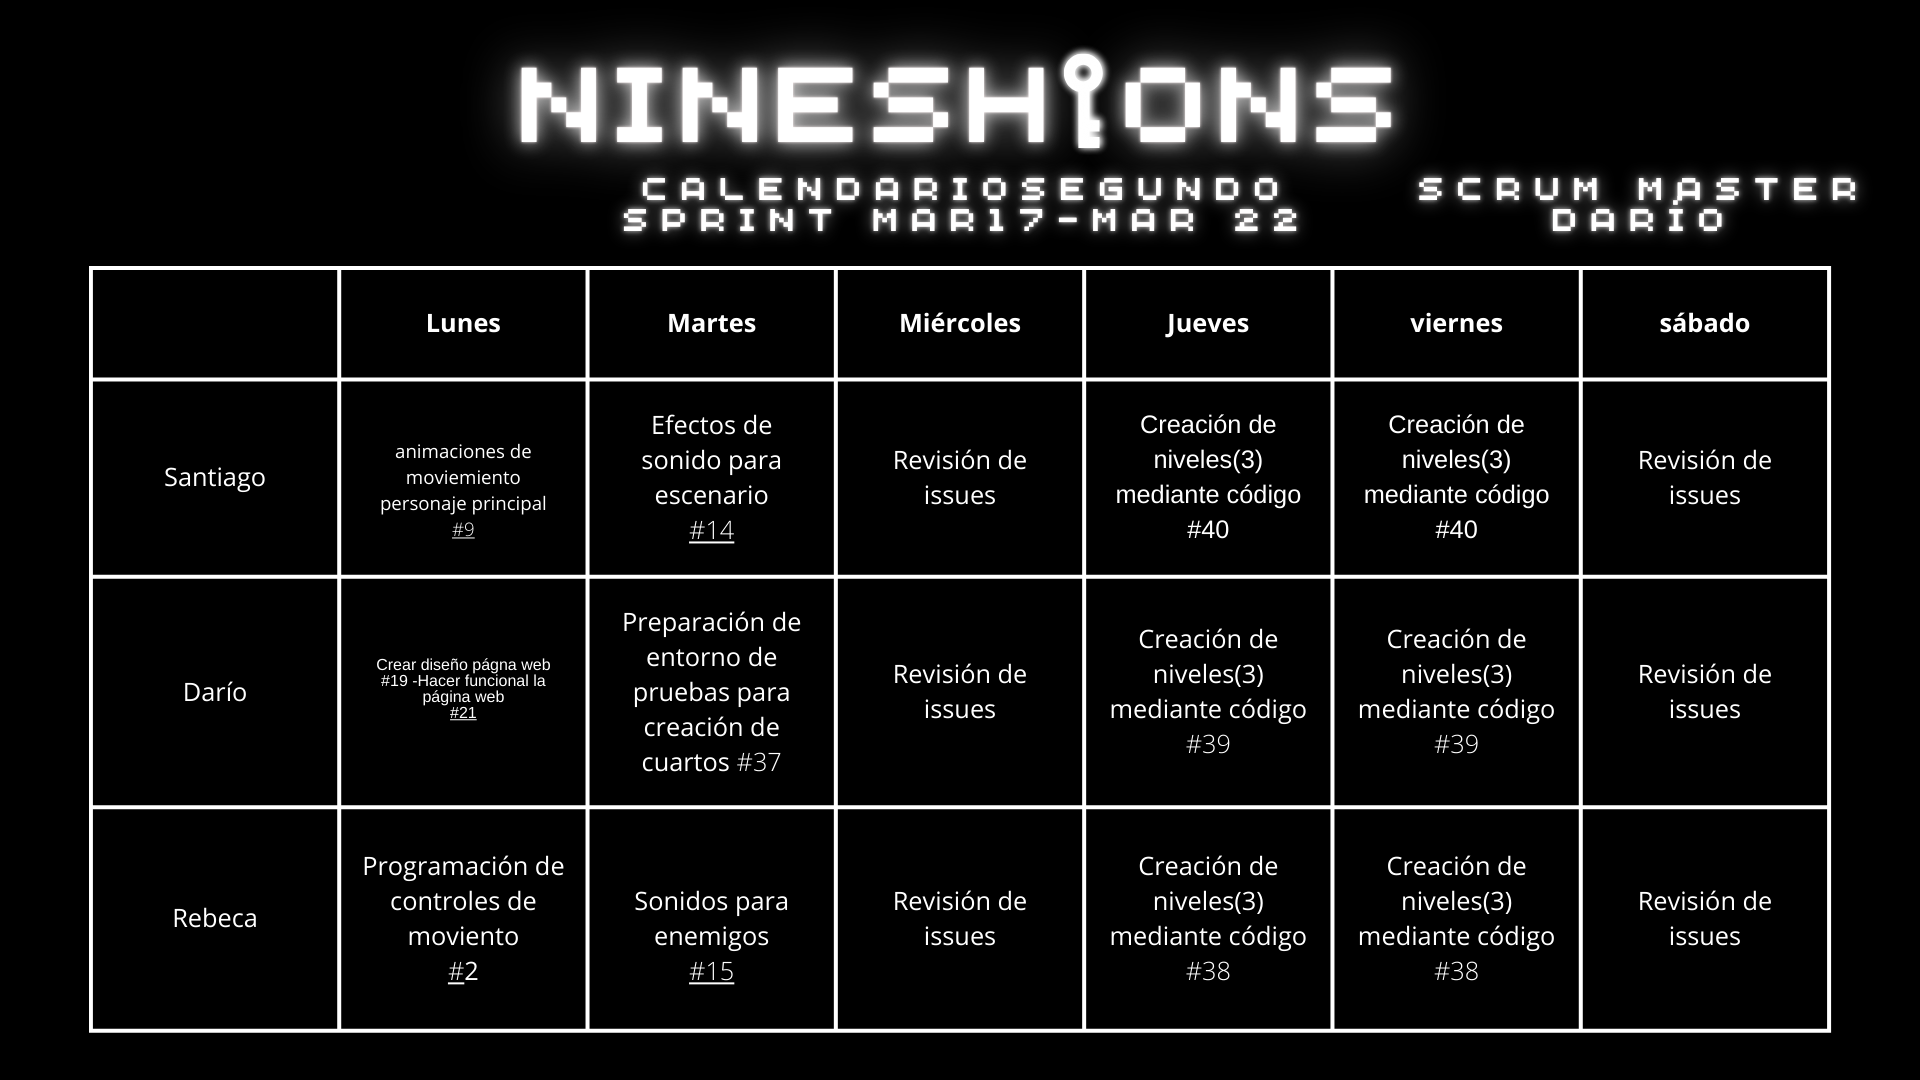 NINESHIONS
CALENDARIOSEGUNDO
SPRINT MAR17-MAR 22
SCRUM MASTER
DARÍO
Lunes
Martes
Miércoles
Jueves
viernes
sábado
Santiago
animaciones de
moviemiento
personaje principal
#9
Efectos de
sonido para
escenario
#14
Revisión de
issues
Creación de
niveles(3)
mediante código
#40
Creación de
niveles(3)
mediante código
#40
Revisión de
issues
Darío
Crear diseño págna web
#19 -Hacer funcional la
página web
#21
Preparación de
entorno de
pruebas para
creación de
cuartos #37
Revisión de
issues
Creación de
niveles(3)
mediante código
#39
Creación de
niveles(3)
mediante código
#39
Revisión de
issues
Rebeca
Programación de
controles de
moviento
#2
Sonidos para
enemigos
#15
Revisión de
issues
Creación de
niveles(3)
mediante código
#38
Creación de
niveles(3)
mediante código
#38
Revisión de
issues